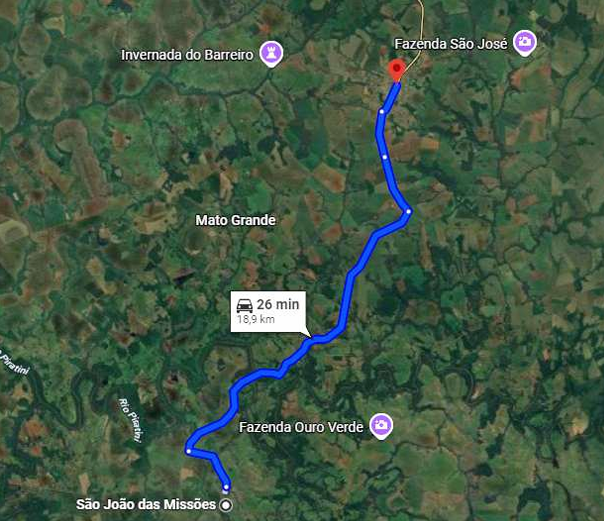 Fazenda São José
Invernada do Barreiro
Mato Grande
26 min
18,9 km
Piratini
Rio Piratini
Fazenda Ouro Verde
São João das Missões